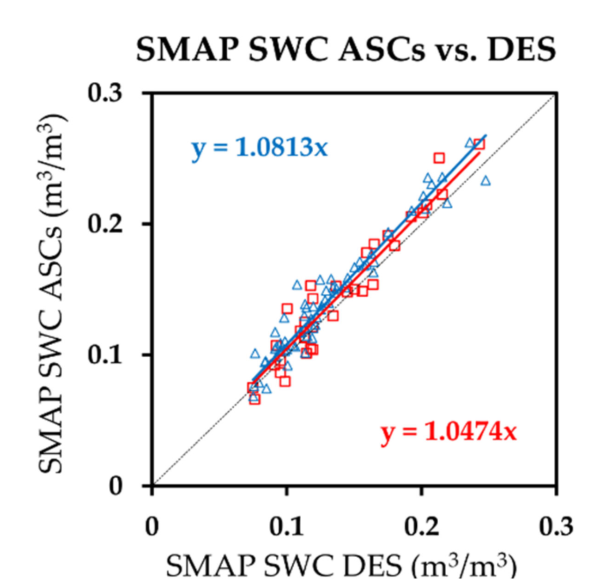 SMAP SWC ASCs vs. DES
0.3
y = 1.0813x
0.2
SMAP SWC ASCs (m³/m³)
0.1
y = 1.0474x
0
0 0.1 0.2 0.3
SMAP SWC DES (m³/m³)